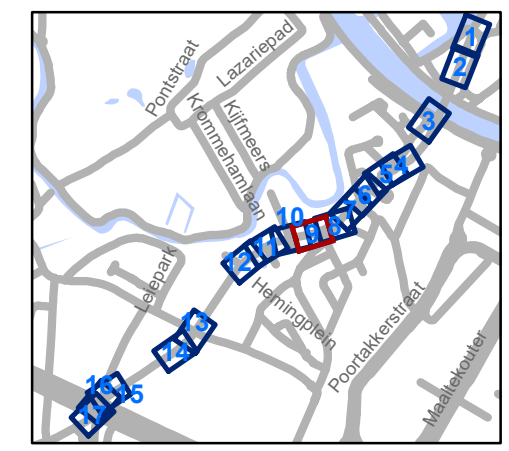 1
2
3
4
5
6
7
8
9
10
11
12
13
14
15
16
17
Pontstraat
Lazariepad
Kijfmeers
Krommehamlaan
Leiepark
Hemingplein
Poortakkerstraat
Maaltekouter